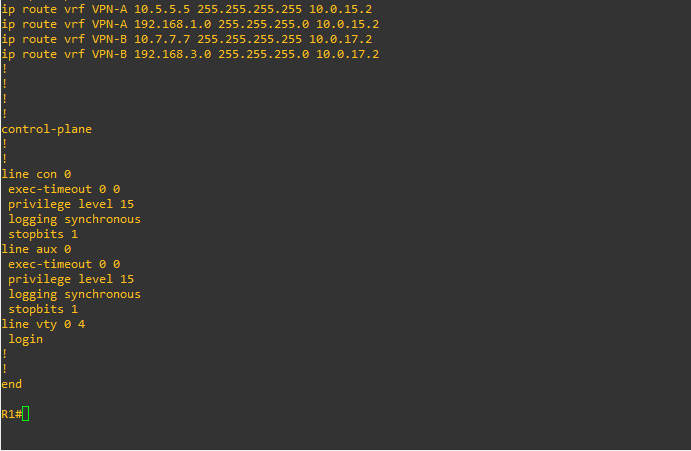 ip route vrf VPN-A 10.5.5.5 255.255.255.255 10.0.15.2
ip route vrf VPN-A 192.168.1.0 255.255.255.0 10.0.15.2
ip route vrf VPN-B 10.7.7.7 255.255.255.255 10.0.17.2
ip route vrf VPN-B 192.168.3.0 255.255.255.0 10.0.17.2
!
!
!
!
control-plane
!
!
line con 0
 exec-timeout 0 0
 privilege level 15
 logging synchronous
 stopbits 1
line aux 0
 exec-timeout 0 0
 privilege level 15
 logging synchronous
 stopbits 1
line vty 0 4
 login
!
!
end
R1#